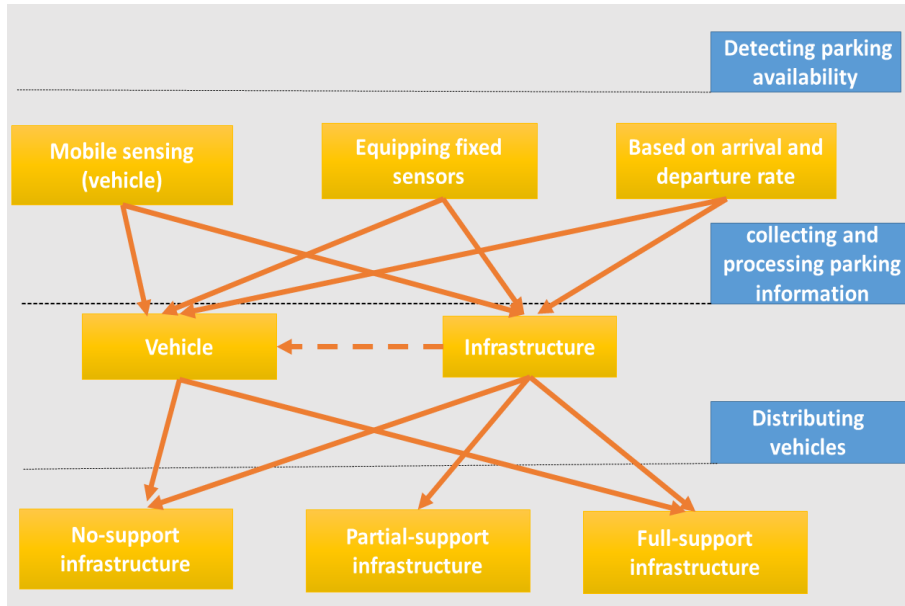 Detecting parking
availability
Mobile sensing
(vehicle)
Equipping fixed
sensors
Based on arrival and
departure rate
collecting and
processing parking
information
Vehicle
Infrastructure
Distributing
vehicles
No-support
infrastructure
Partial-support
infrastructure
Full-support
infrastructure